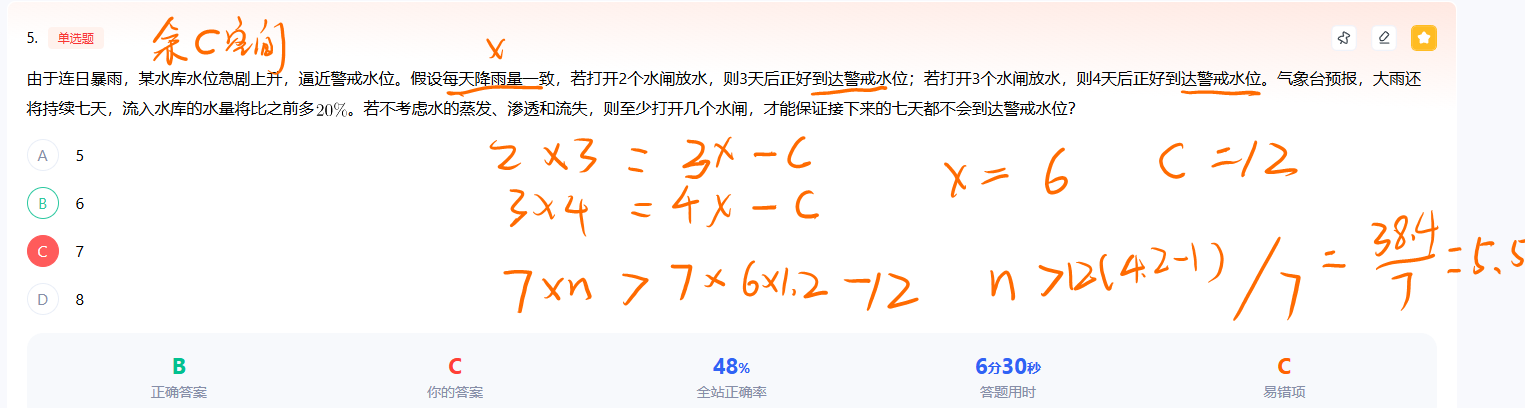 余C空间
5. 单选题
x
由于连日暴雨，某水库水位急剧上升，逼近警戒水位。假设每天降雨量一致，若打开2个水闸放水，则3天后正好到达警戒水位；若打开3个水闸放水，则4天后正好到达警戒水位。气象台预报，大雨还
将持续七天，流入水库的水量将比之前多20%。若不考虑水的蒸发、渗透和流失，则至少打开几个水闸，才能保证接下来的七天都不会到达警戒水位？
A 5
2×3 = 3x - C
x = 6 C = 12
B 6
3×4 = 4x - C
C 7
7×n > 7×6×1.2 - 12 n > 12(4.2-1)/7 = 38.4/7 = 5.5
D 8
B C 48% 6分30秒 C
正确答案 你的答案 全站正确率 答题用时 易错项